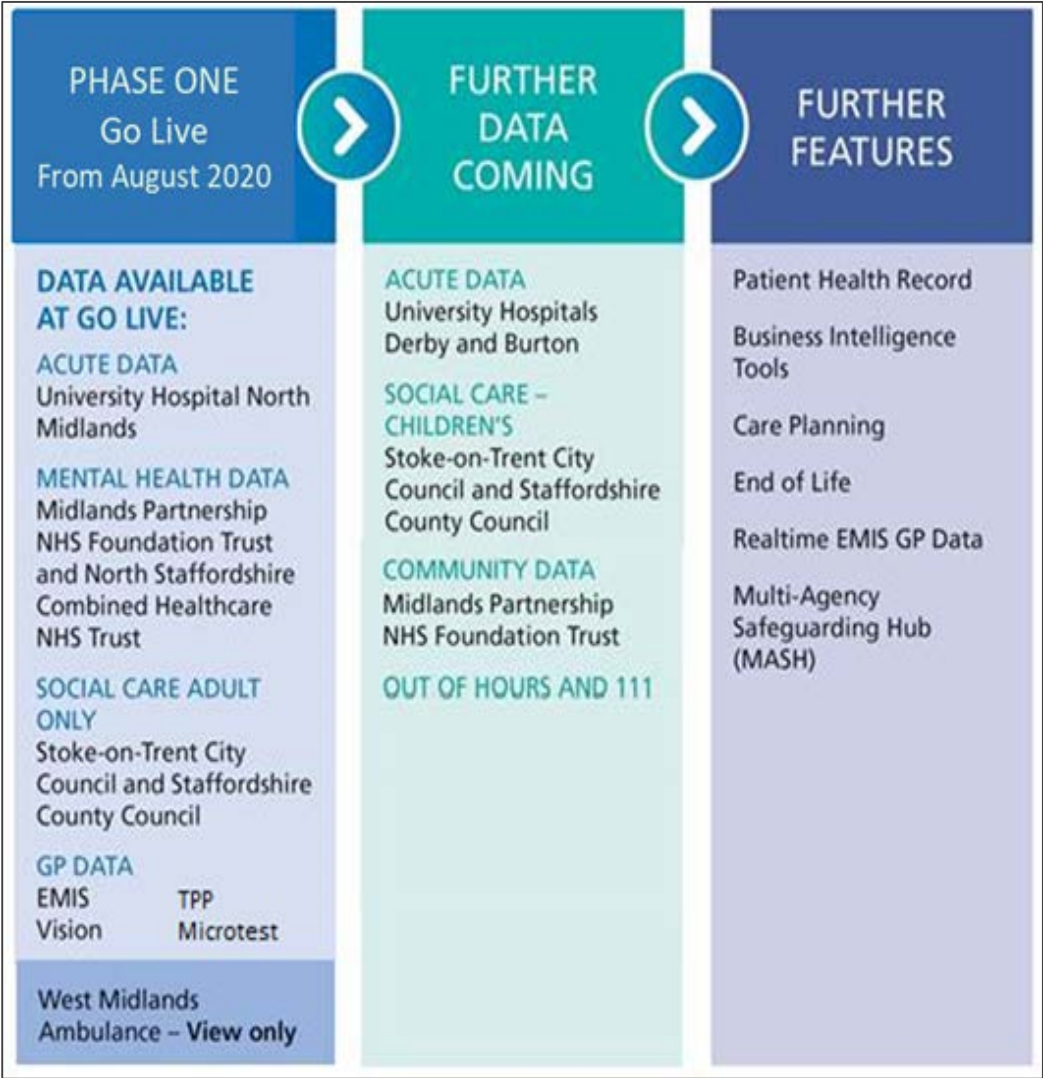 PHASE ONE
Go Live
From August 2020
DATA AVAILABLE
AT GO LIVE:
ACUTE DATA
University Hospital North
Midlands
MENTAL HEALTH DATA
Midlands Partnership
NHS Foundation Trust
and North Staffordshire
Combined Healthcare
NHS Trust
SOCIAL CARE ADULT
ONLY
Stoke-on-Trent City
Council and Staffordshire
County Council
GP DATA
EMIS TPP
Vision Microtest
West Midlands
Ambulance – View only
FURTHER
DATA
COMING
ACUTE DATA
University Hospitals
Derby and Burton
SOCIAL CARE –
CHILDREN'S
Stoke-on-Trent City
Council and Staffordshire
County Council
COMMUNITY DATA
Midlands Partnership
NHS Foundation Trust
OUT OF HOURS AND 111
FURTHER
FEATURES
Patient Health Record
Business Intelligence
Tools
Care Planning
End of Life
Realtime EMIS GP Data
Multi-Agency
Safeguarding Hub
(MASH)